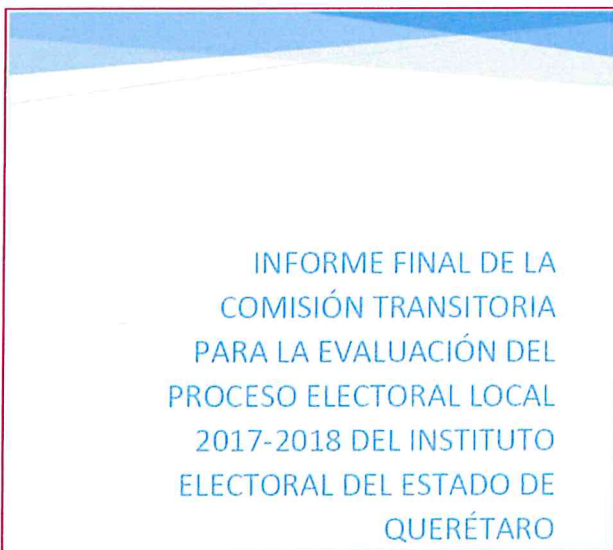 INFORME FINAL DE LA
COMISIÓN TRANSITORIA
PARA LA EVALUACIÓN DEL
PROCESO ELECTORAL LOCAL
2017-2018 DEL INSTITUTO
ELECTORAL DEL ESTADO DE
QUERÉTARO